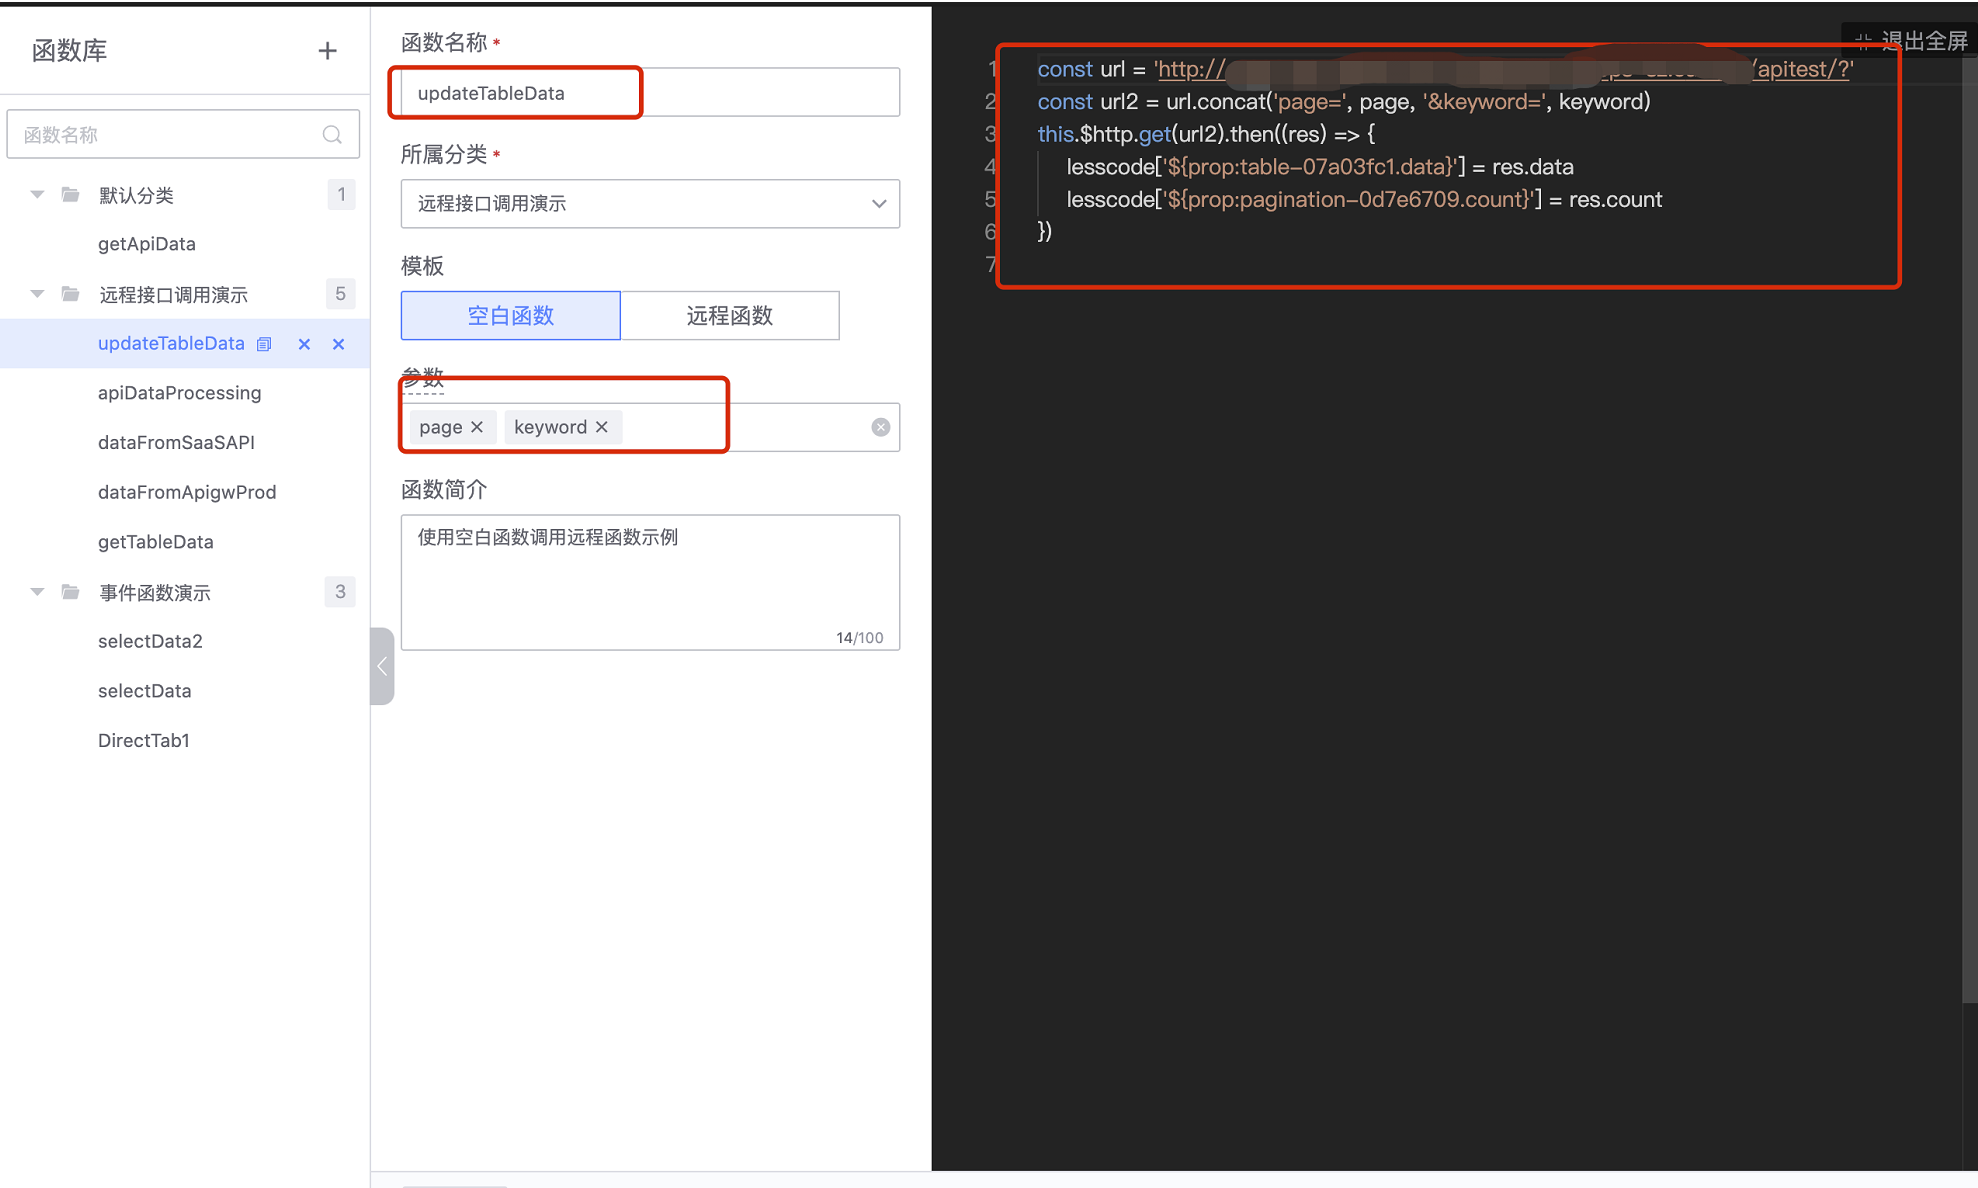 函数库
函数名称
默认分类 1
getApiData
远程接口调用演示 5
updateTableData
apiDataProcessing
dataFromSaaSAPI
dataFromApigwProd
getTableData
事件函数演示 3
selectData2
selectData
DirectTab1
函数名称 *
updateTableData
所属分类 *
远程接口调用演示
模板
空白函数 远程函数
参数
page keyword
函数简介
使用空白函数调用远程函数示例
14/100
退出全屏
1 const url = 'http:// /apitest/?'
2 const url2 = url.concat('page=', page, '&keyword=', keyword)
3 this.$http.get(url2).then((res) => {
4 lesscode['${prop:table-07a03fc1.data}'] = res.data
5 lesscode['${prop:pagination-0d7e6709.count}'] = res.count
6 })
7